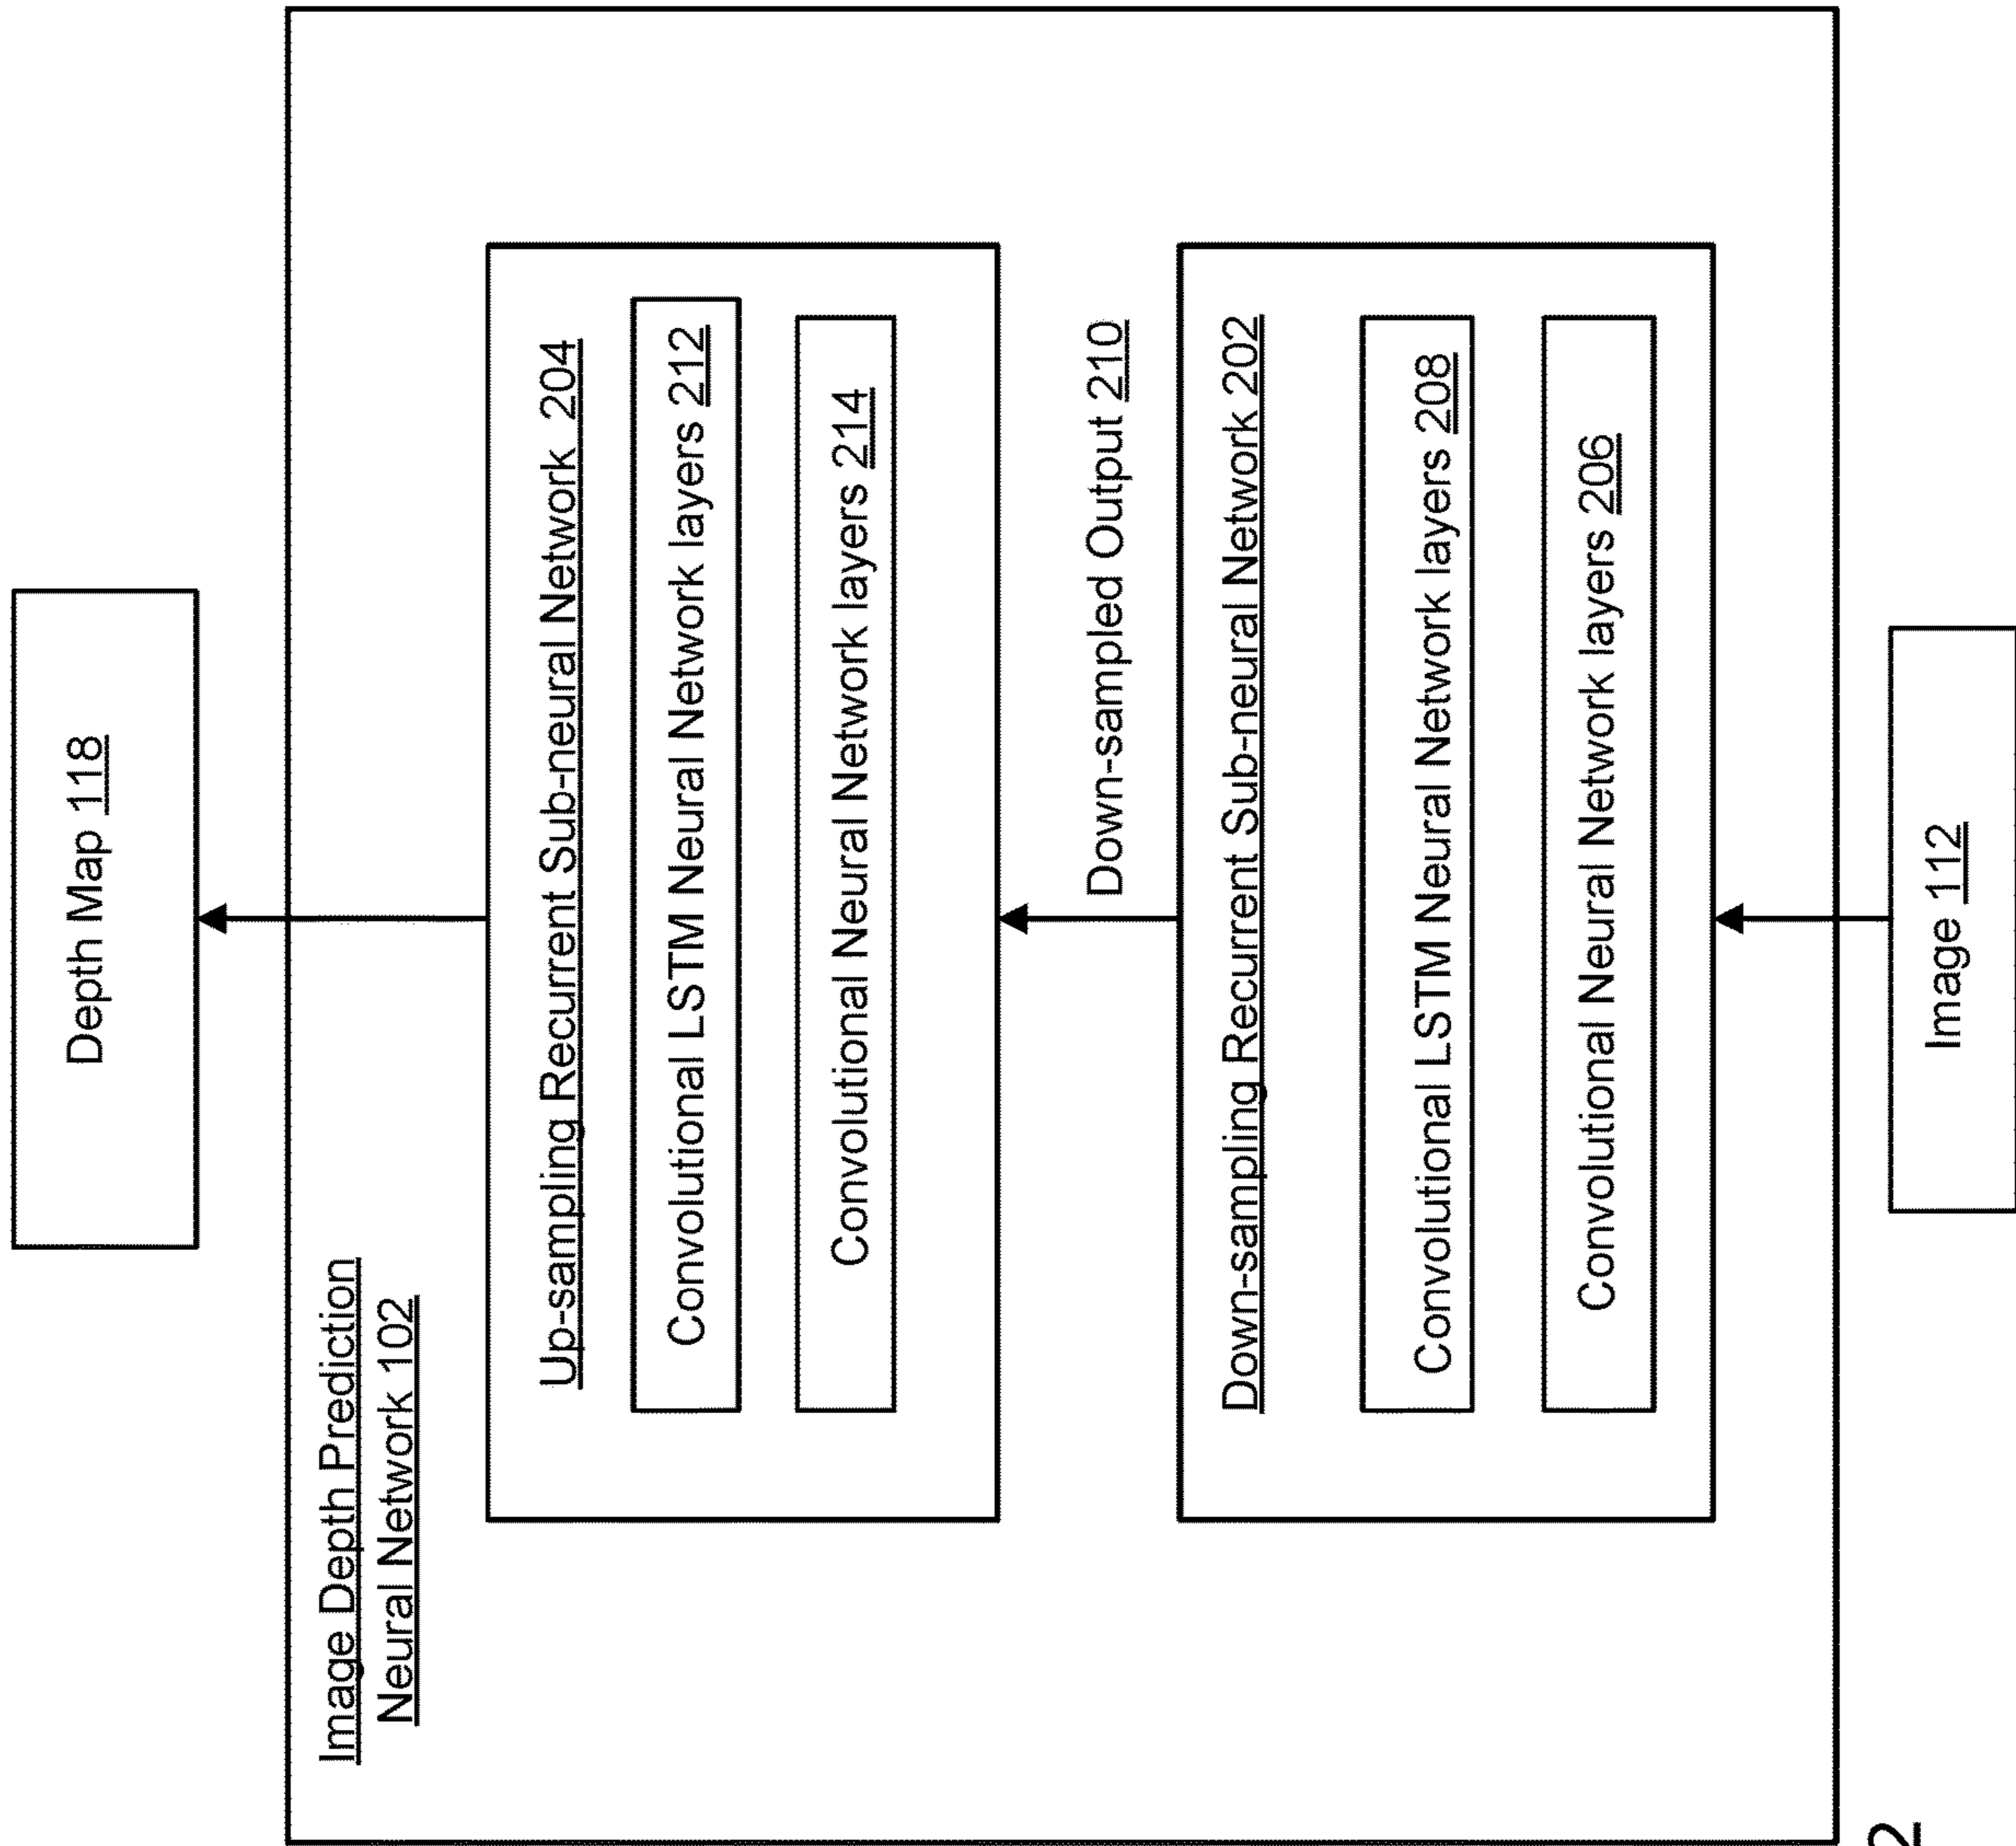 Depth Map 118
Image Depth Prediction
Neural Network 102
Up-sampling Recurrent Sub-neural Network 204
Convolutional LSTM Neural Network layers 212
Convolutional Neural Network layers 214
Down-sampled Output 210
Down-sampling Recurrent Sub-neural Network 202
Convolutional LSTM Neural Network layers 208
Convolutional Neural Network layers 206
Image 112
2